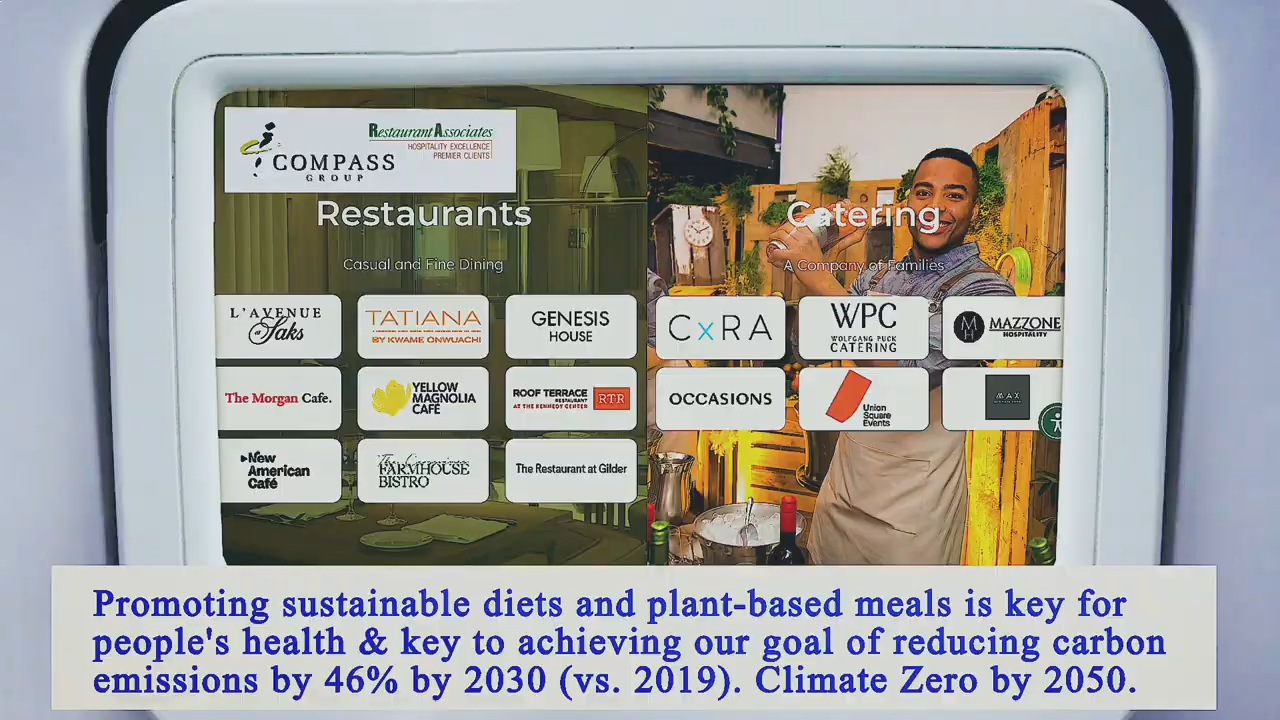 COMPASS
GROUP
Restaurant Associates
HOSPITALITY EXCELLENCE
PREMIER CLIENTS
Restaurants
Casual and Fine Dining
L'AVENUE
at Saks
TATIANA
BY KWAME ONWUACHI
GENESIS
HOUSE
The Morgan Cafe.
YELLOW
MAGNOLIA
CAFÉ
ROOF TERRACE
RESTAURANT
AT THE KENNEDY CENTER
RTR
New
American
Café
FARMHOUSE
BISTRO
The Restaurant at Gilder
Catering
A Company of Families
CxRA
WPC
WOLFGANG PUCK
CATERING
MH
MAZZONE
HOSPITALITY
OCCASIONS
Union
Square
Events
MAX
Promoting sustainable diets and plant-based meals is key for
people's health & key to achieving our goal of reducing carbon
emissions by 46% by 2030 (vs. 2019). Climate Zero by 2050.